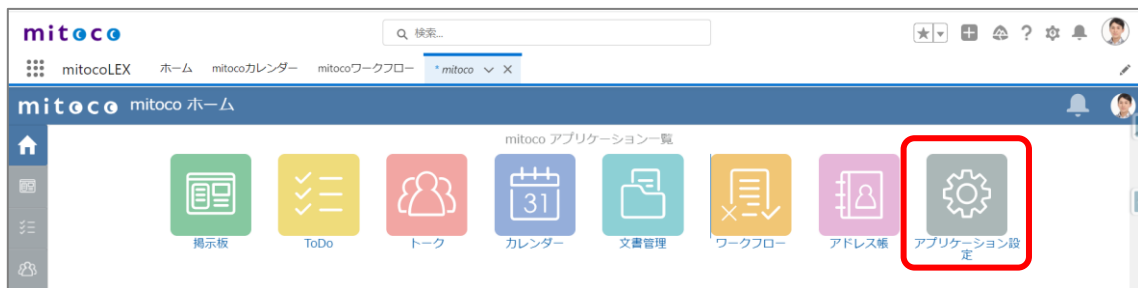 mitoco
検索...
mitocoLEX ホーム mitocoカレンダー mitocoワークフロー * mitoco
mitoco mitoco ホーム
mitoco アプリケーション一覧
31
掲示板 ToDo トーク カレンダー 文書管理 ワークフロー アドレス帳 アプリケーション設
定